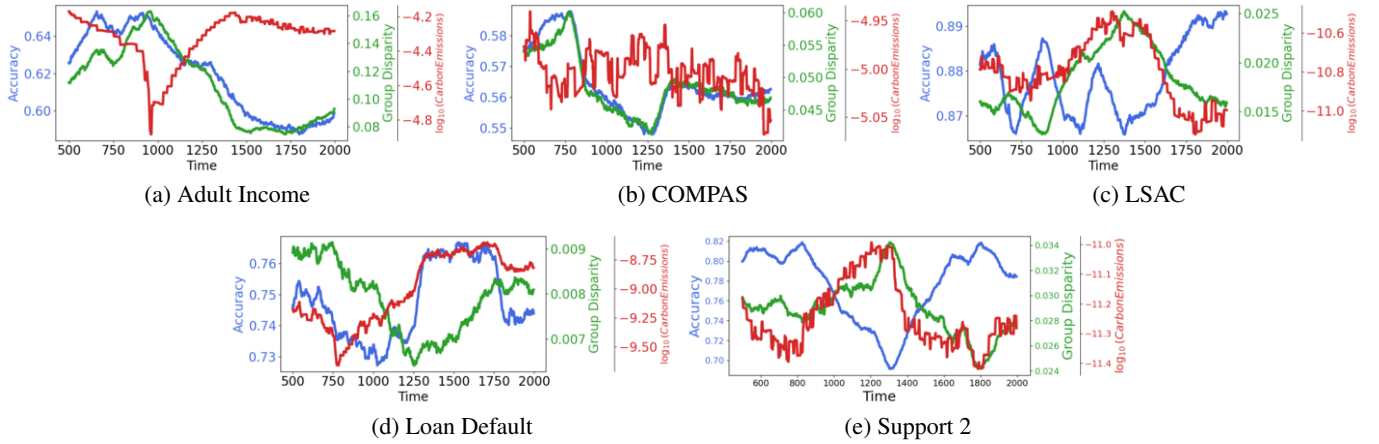 0.64
0.62
0.60
Accuracy
0.16
0.14
0.12
0.10
0.08
Group Disparity
−4.2
−4.4
−4.6
−4.8
log₁₀(CarbonEmissions)
500 750 1000 1250 1500 1750 2000
Time
(a) Adult Income
0.58
0.57
0.56
0.55
Accuracy
0.060
0.055
0.050
0.045
Group Disparity
−4.95
−5.00
−5.05
log₁₀(CarbonEmissions)
500 750 1000 1250 1500 1750 2000
Time
(b) COMPAS
0.89
0.88
0.87
Accuracy
0.025
0.020
0.015
Group Disparity
−10.6
−10.8
−11.0
log₁₀(CarbonEmissions)
500 750 1000 1250 1500 1750 2000
Time
(c) LSAC
0.76
0.75
0.74
0.73
Accuracy
0.009
0.008
0.007
Group Disparity
−8.75
−9.00
−9.25
−9.50
log₁₀(CarbonEmissions)
500 750 1000 1250 1500 1750 2000
Time
(d) Loan Default
0.82
0.80
0.78
0.76
0.74
0.72
0.70
Accuracy
0.034
0.032
0.030
0.028
0.026
0.024
Group Disparity
−11.0
−11.1
−11.2
−11.3
−11.4
log₁₀(CarbonEmissions)
600 800 1000 1200 1400 1600 1800 2000
Time
(e) Support 2